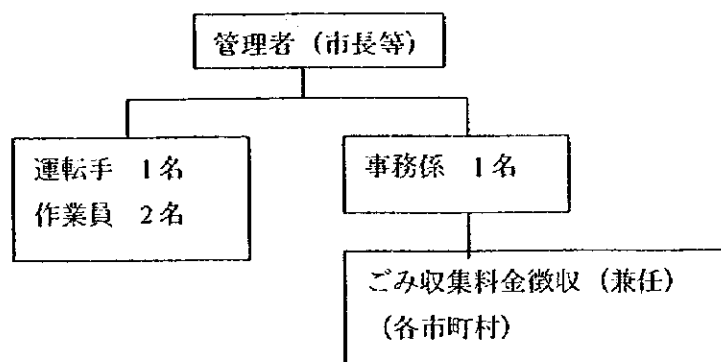 管理者（市長等）
運転手 1名
作業員 2名
事務係 1名
ごみ収集料金徴収（兼任）
（各市町村）